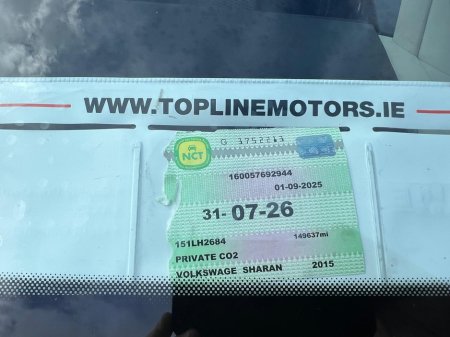 WWW.TOPLINEMOTORS.IE
NCT
160057692944
01-09-2025
31- 07-26
151LH2684 149637mi
PRIVATE CO2
VOLKSWAGE SHARAN 2015